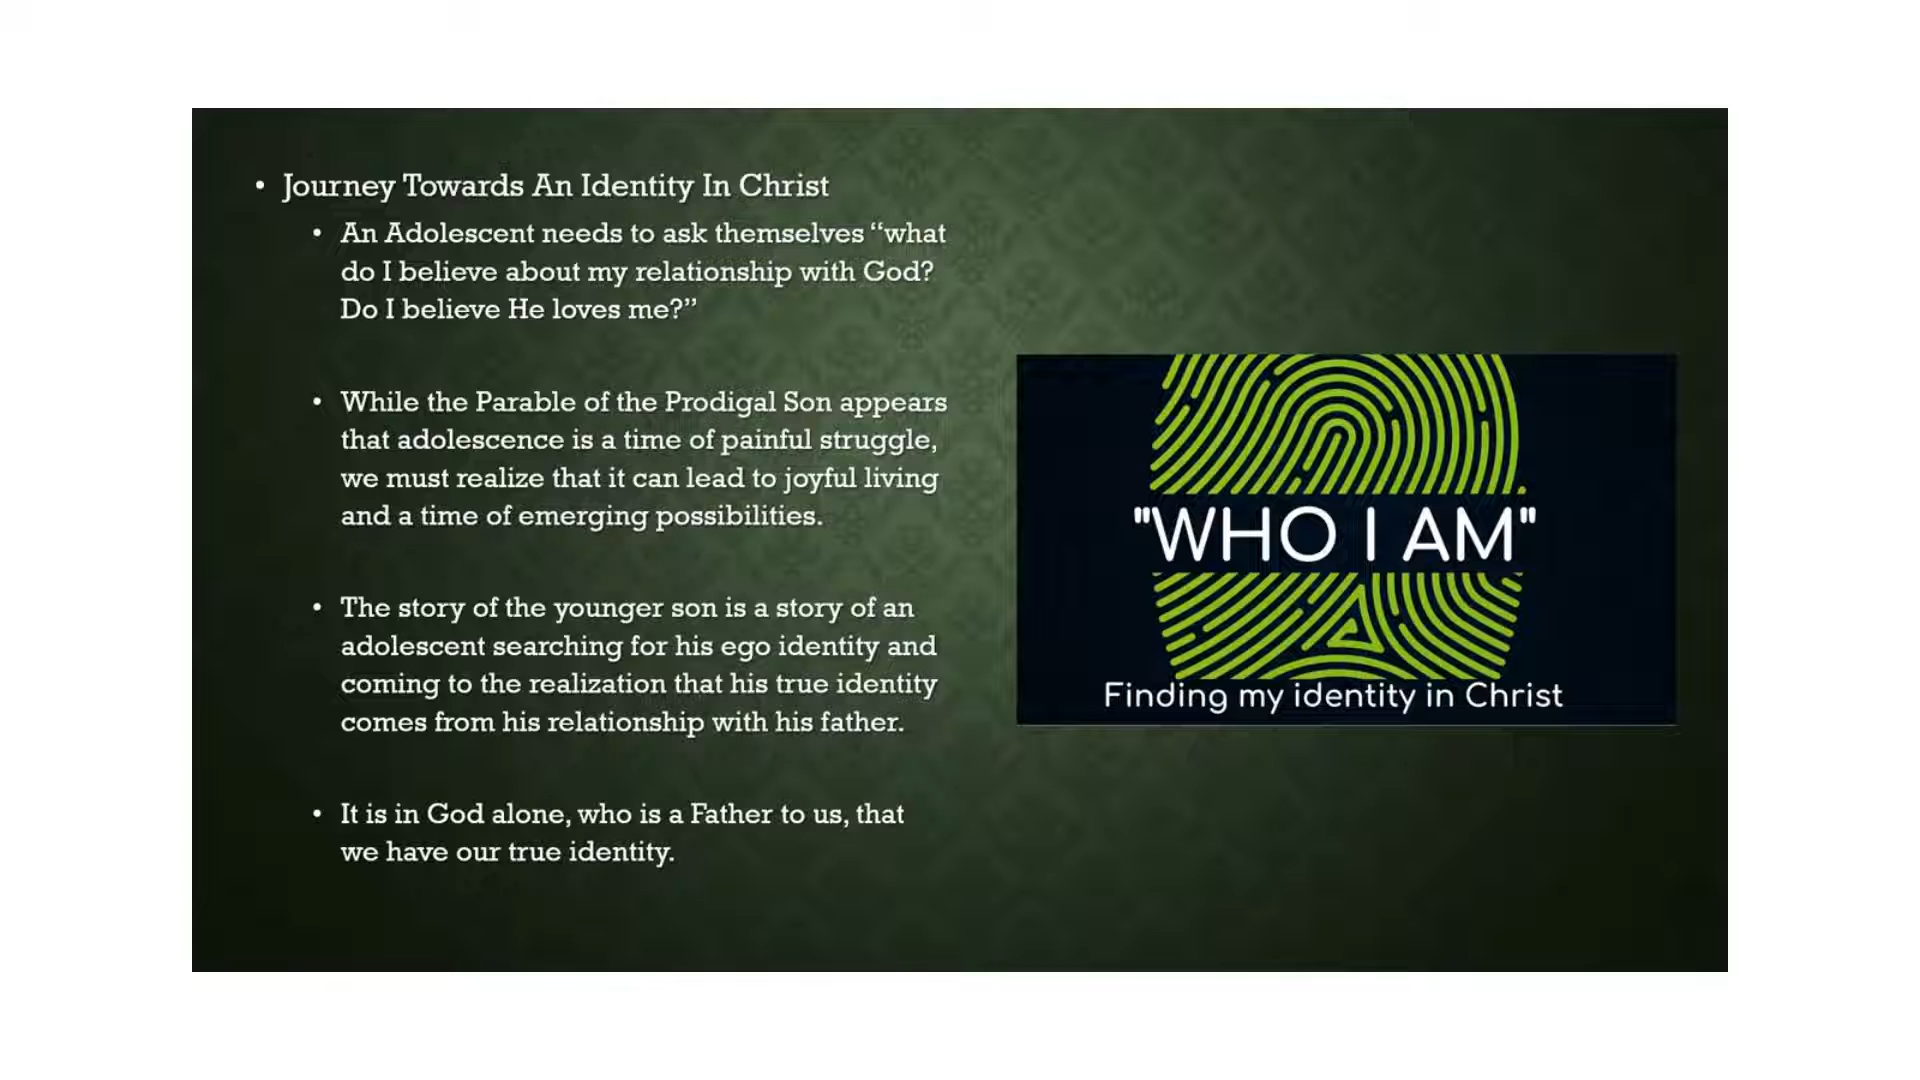 • Journey Towards An Identity In Christ
• An Adolescent needs to ask themselves “what
do I believe about my relationship with God?
Do I believe He loves me?”
• While the Parable of the Prodigal Son appears
that adolescence is a time of painful struggle,
we must realize that it can lead to joyful living
and a time of emerging possibilities.
• The story of the younger son is a story of an
adolescent searching for his ego identity and
coming to the realization that his true identity
comes from his relationship with his father.
• It is in God alone, who is a Father to us, that
we have our true identity.
"WHO I AM"
Finding my identity in Christ